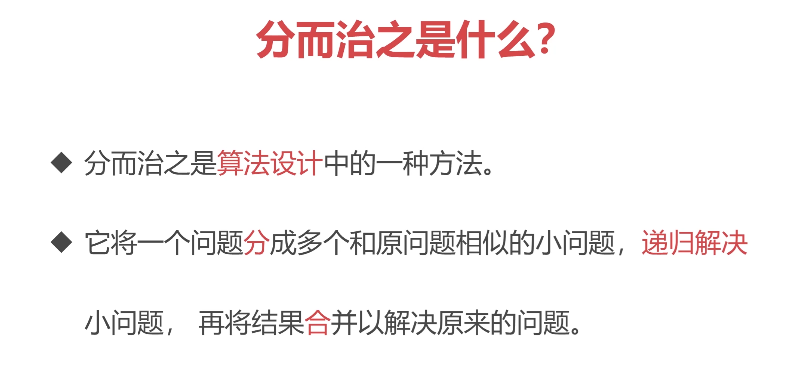 分而治之是什么?
◆ 分而治之是算法设计中的一种方法。
◆ 它将一个问题分成多个和原问题相似的小问题，递归解决
小问题， 再将结果合并以解决原来的问题。